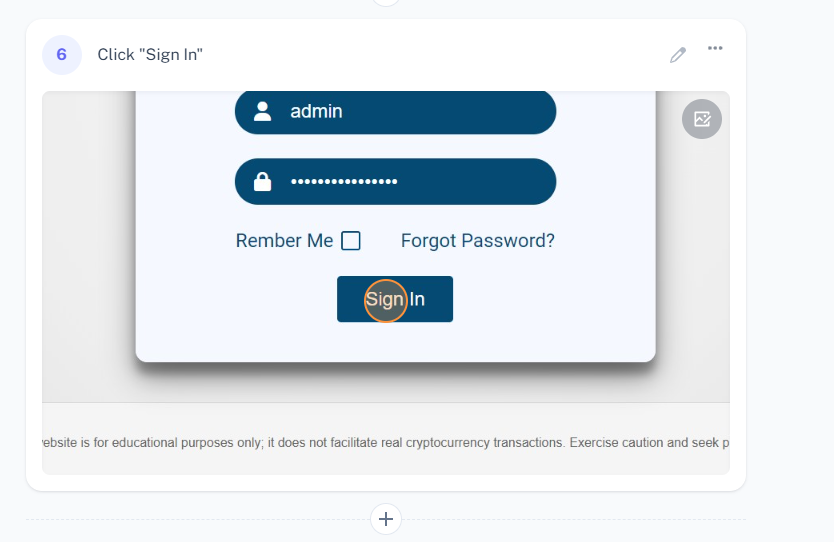 6 Click "Sign In"
admin
••••••••••••••••
Rember Me Forgot Password?
Sign In
website is for educational purposes only; it does not facilitate real cryptocurrency transactions. Exercise caution and seek p